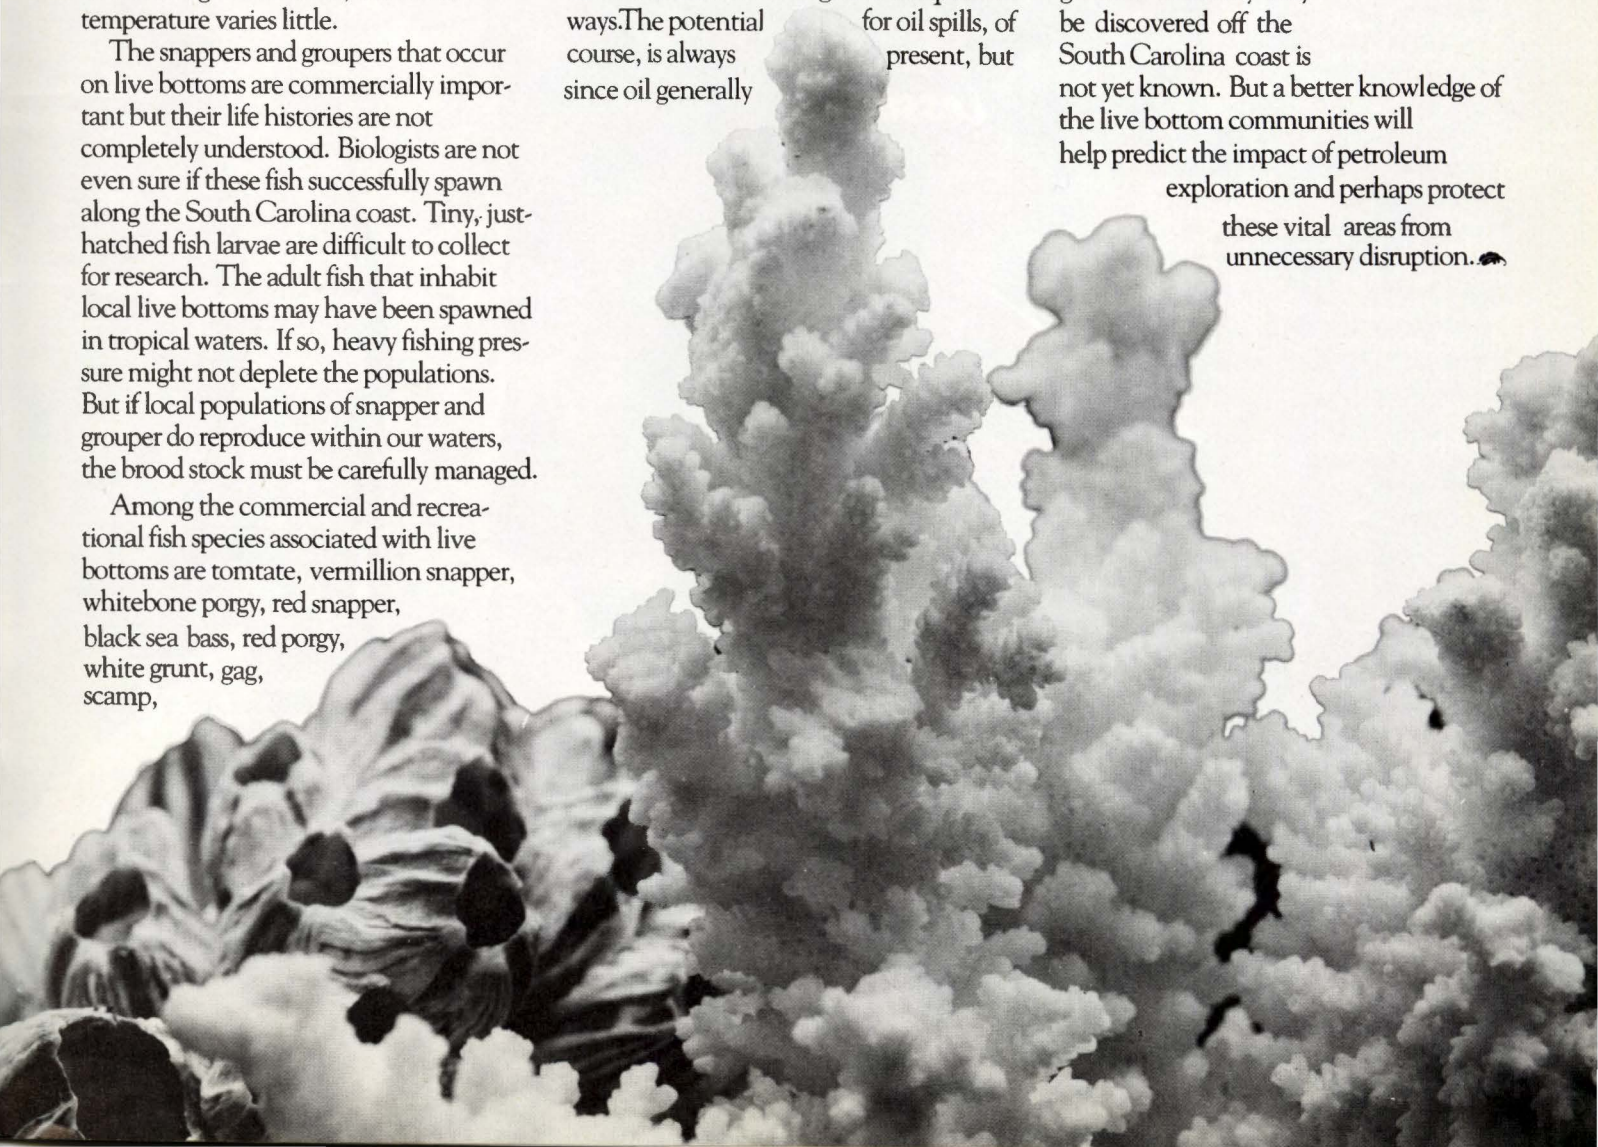 temperature varies little.
The snappers and groupers that occur
on live bottoms are commercially impor-
tant but their life histories are not
completely understood. Biologists are not
even sure if these fish successfully spawn
along the South Carolina coast. Tiny, just-
hatched fish larvae are difficult to collect
for research. The adult fish that inhabit
local live bottoms may have been spawned
in tropical waters. If so, heavy fishing pres-
sure might not deplete the populations.
But if local populations of snapper and
grouper do reproduce within our waters,
the brood stock must be carefully managed.
Among the commercial and recrea-
tional fish species associated with live
bottoms are tomtate, vermillion snapper,
whitebone porgy, red snapper,
black sea bass, red porgy,
white grunt, gag,
scamp,
ways.The potential for oil spills, of
course, is always present, but
since oil generally
be discovered off the
South Carolina coast is
not yet known. But a better knowledge of
the live bottom communities will
help predict the impact of petroleum
exploration and perhaps protect
these vital areas from
unnecessary disruption.